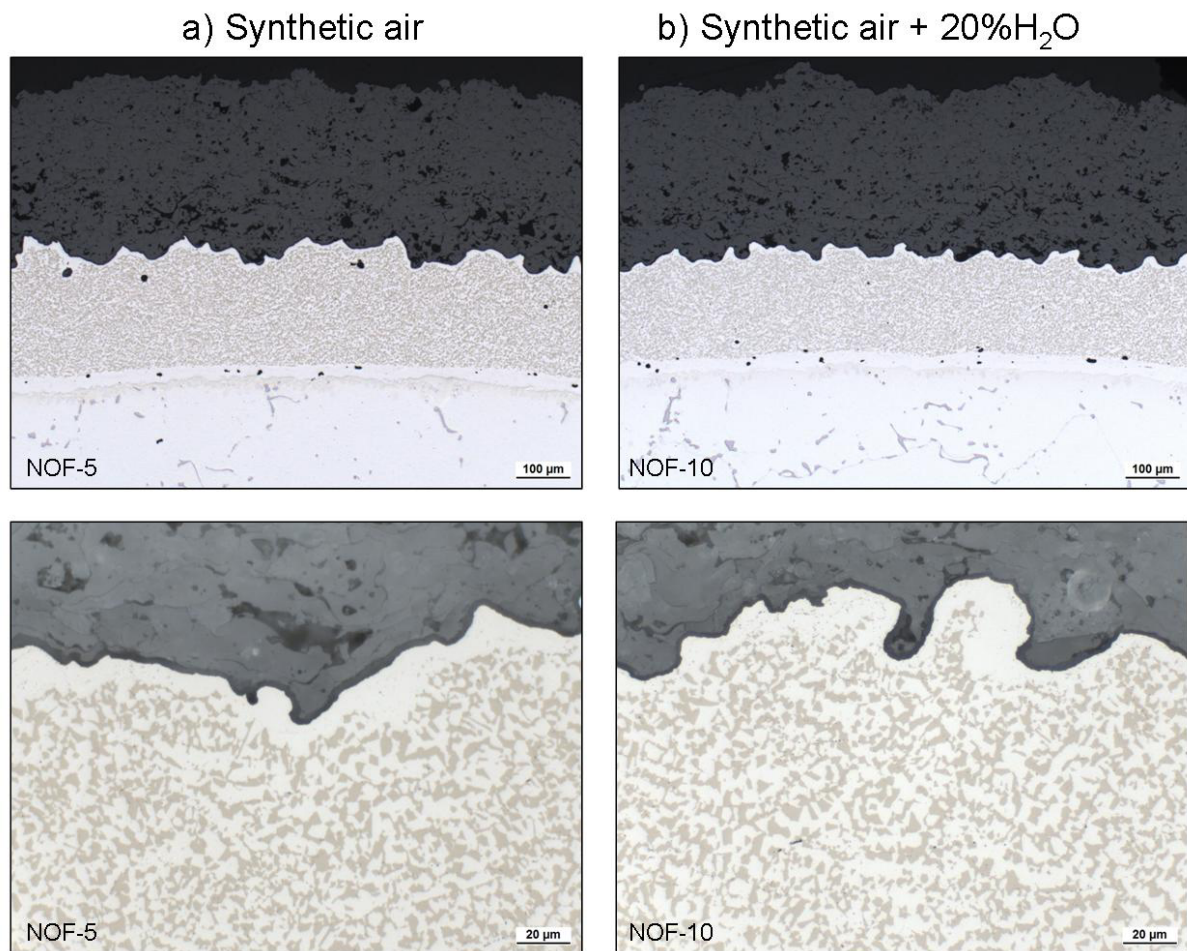 a) Synthetic air
b) Synthetic air + 20%H₂O
NOF-5
100 µm
NOF-10
100 µm
NOF-5
20 µm
NOF-10
20 µm